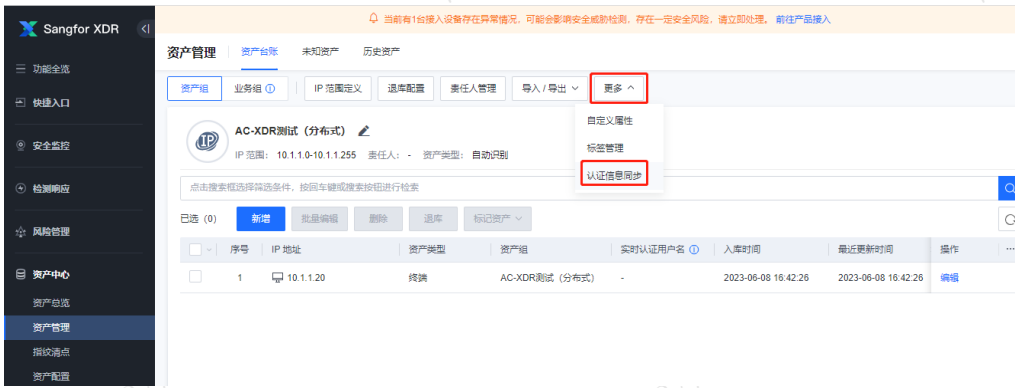 Sangfor XDR
当前有1台接入设备存在异常情况，可能会影响安全威胁检测，存在一定安全风险，请立即处理。 前往产品接入
资产管理 资产台账 未知资产 历史资产
功能全览
快捷入口
安全监控
检测响应
风险管理
资产中心
资产总览
资产管理
指纹清点
资产配置
资产组 业务组 IP 范围定义 退库配置 责任人管理 导入 / 导出 更多
自定义属性
标签管理
认证信息同步
IP
AC-XDR测试（分布式）
IP 范围: 10.1.1.0-10.1.1.255 责任人: - 资产类型: 自动识别
点击搜索框选择筛选条件，按回车键或搜索按钮进行检索
已选（0） 新增 批量编辑 删除 退库 标记资产
序号 IP 地址 资产类型 资产组 实时认证用户名 入库时间 最近更新时间 操作 ...
1 10.1.1.20 终端 AC-XDR测试（分布式） - 2023-06-08 16:42:26 2023-06-08 16:42:26 编辑